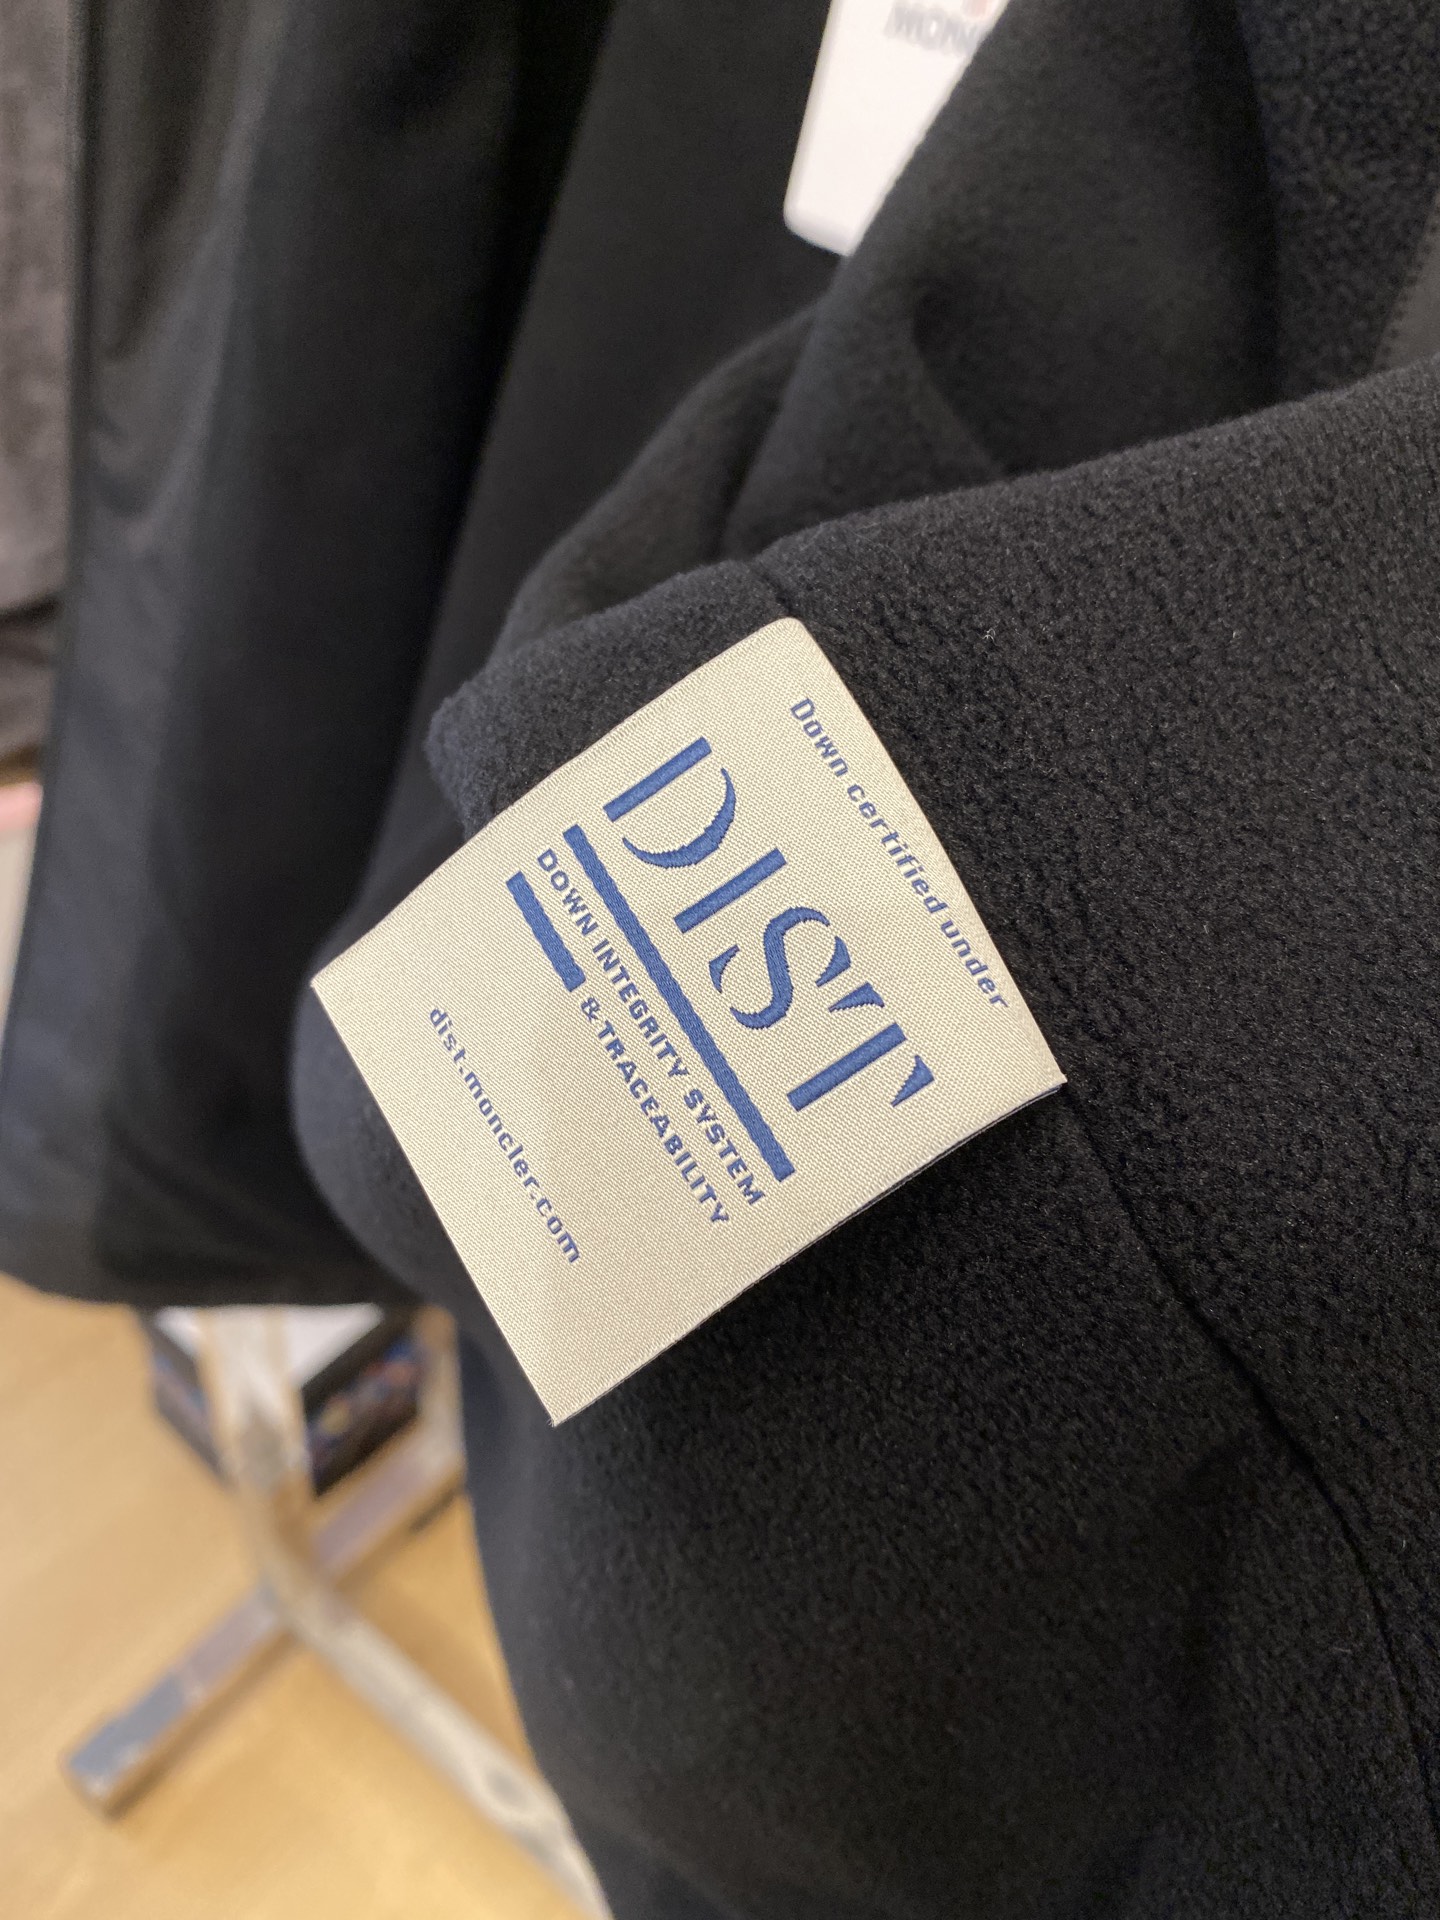 Down certified under
DIST
DOWN INTEGRITY SYSTEM
& TRACEABILITY
dist.moncler.com